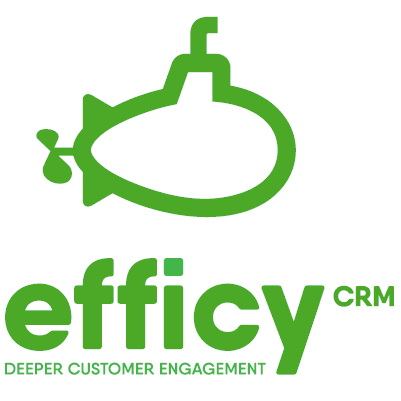 efficy CRM
DEEPER CUSTOMER ENGAGEMENT